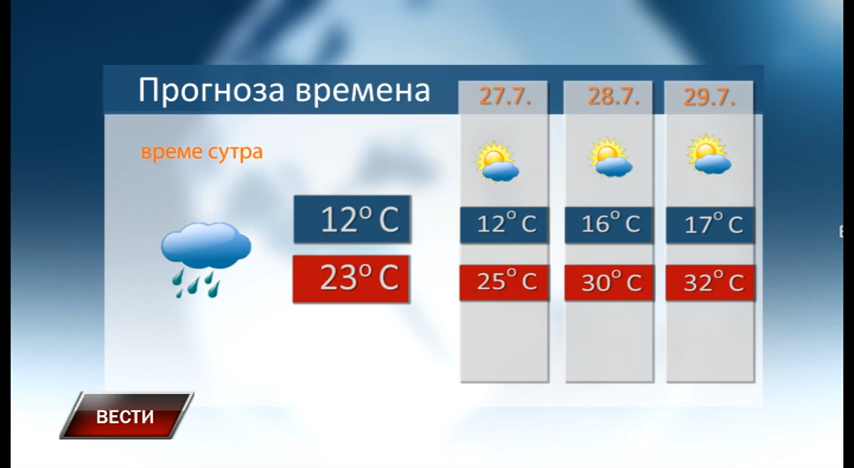 Прогноза времена
време сутра
12° C
23° C
27.7.
28.7.
29.7.
12° C
16° C
17° C
25° C
30° C
32° C
ВЕСТИ